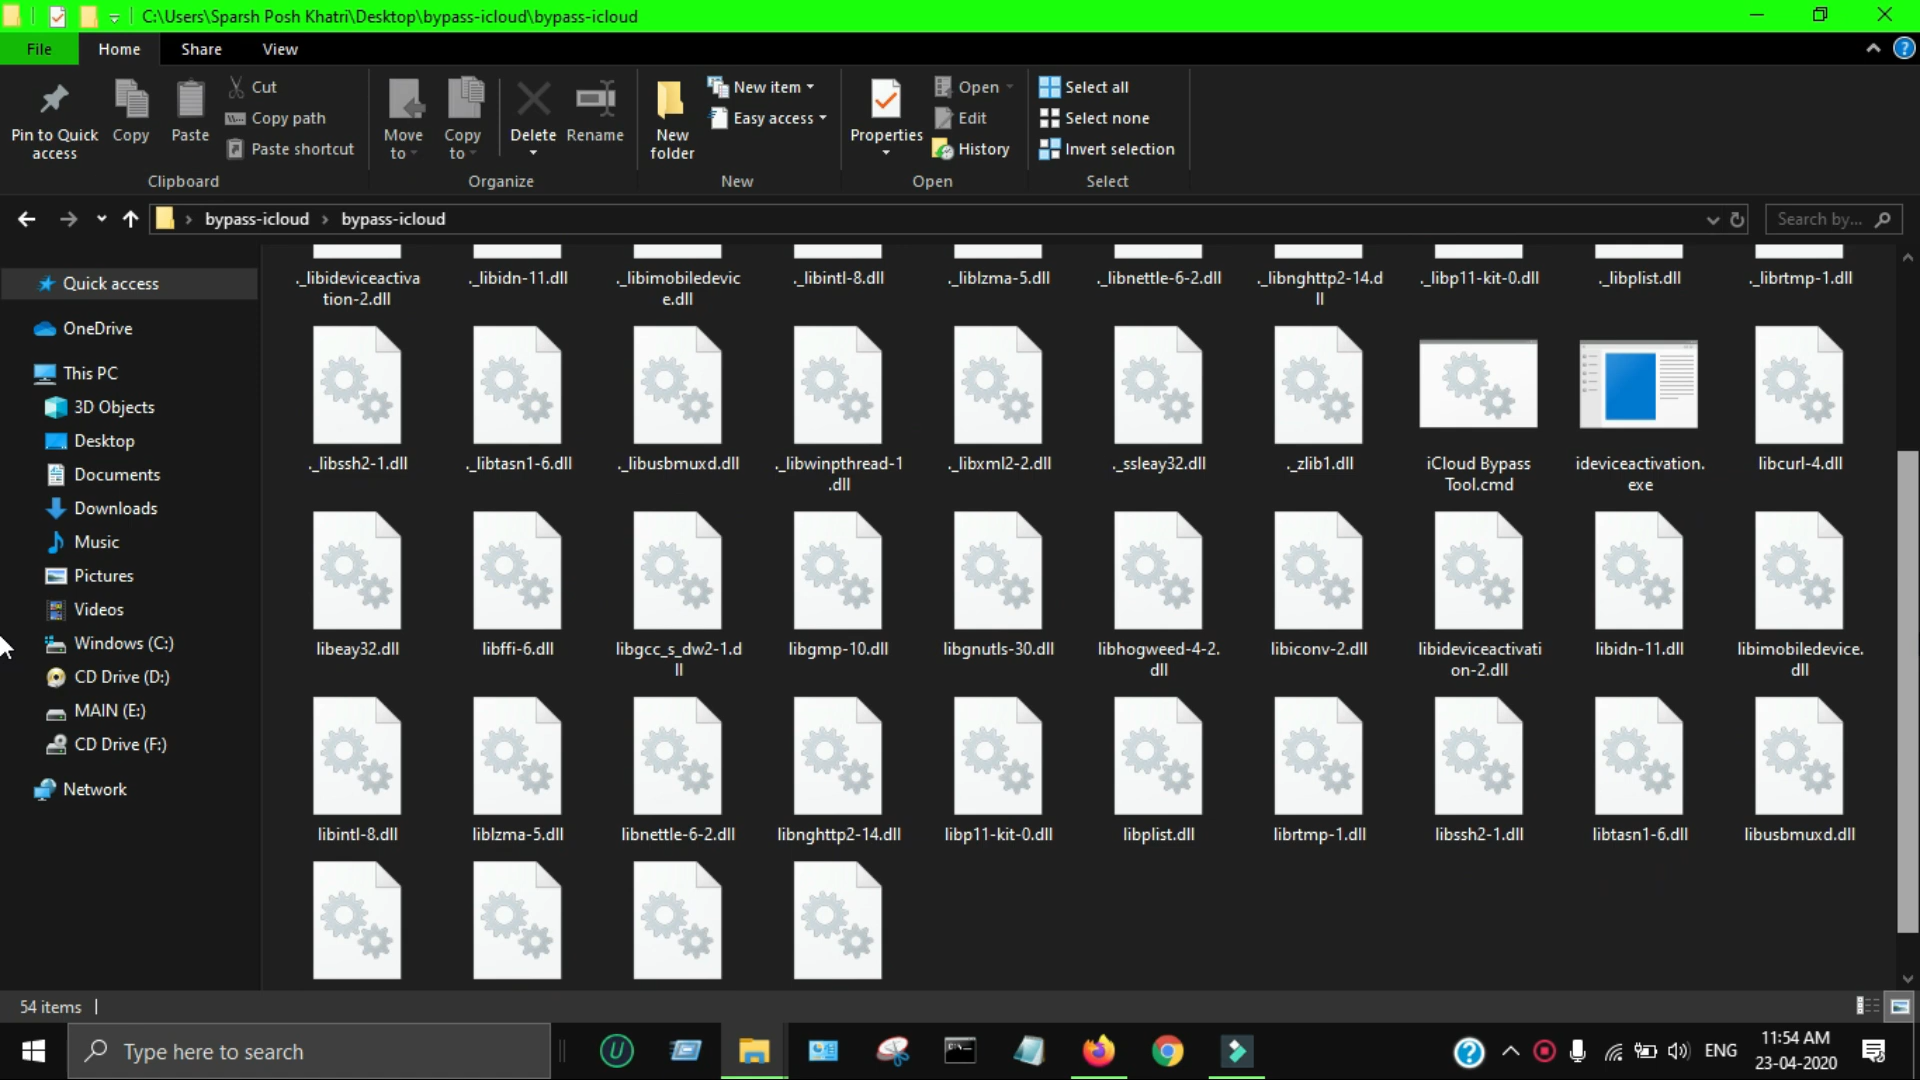 C:\Users\Sparsh Posh Khatri\Desktop\bypass-icloud\bypass-icloud
File Home Share View
Pin to Quick access
Copy
Paste
Cut
Copy path
Paste shortcut
Clipboard
Move to
Copy to
Delete
Rename
Organize
New folder
New item
Easy access
New
Properties
Open
Edit
History
Open
Select all
Select none
Invert selection
Select
bypass-icloud › bypass-icloud
Search by...
Quick access
OneDrive
This PC
3D Objects
Desktop
Documents
Downloads
Music
Pictures
Videos
Windows (C:)
CD Drive (D:)
MAIN (E:)
CD Drive (F:)
Network
._libideviceactiva
tion-2.dll
._libidn-11.dll
._libimobiledevic
e.dll
._libintl-8.dll
._liblzma-5.dll
._libnettle-6-2.dll
._libnghttp2-14.d
ll
._libp11-kit-0.dll
._libplist.dll
._librtmp-1.dll
._libssh2-1.dll
._libtasn1-6.dll
._libusbmuxd.dll
._libwinpthread-1
.dll
._libxml2-2.dll
._ssleay32.dll
._zlib1.dll
iCloud Bypass
Tool.cmd
ideviceactivation.
exe
libcurl-4.dll
libeay32.dll
libffi-6.dll
libgcc_s_dw2-1.d
ll
libgmp-10.dll
libgnutls-30.dll
libhogweed-4-2.
dll
libiconv-2.dll
libideviceactivati
on-2.dll
libidn-11.dll
libimobiledevice.
dll
libintl-8.dll
liblzma-5.dll
libnettle-6-2.dll
libnghttp2-14.dll
libp11-kit-0.dll
libplist.dll
librtmp-1.dll
libssh2-1.dll
libtasn1-6.dll
libusbmuxd.dll
54 items
Type here to search
ENG
11:54 AM
23-04-2020